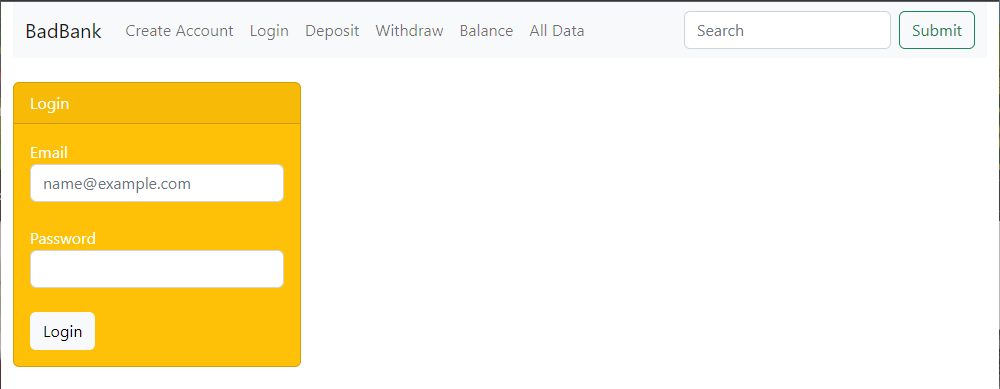 BadBank Create Account Login Deposit Withdraw Balance All Data Search Submit
Login
Email
name@example.com
Password
Login